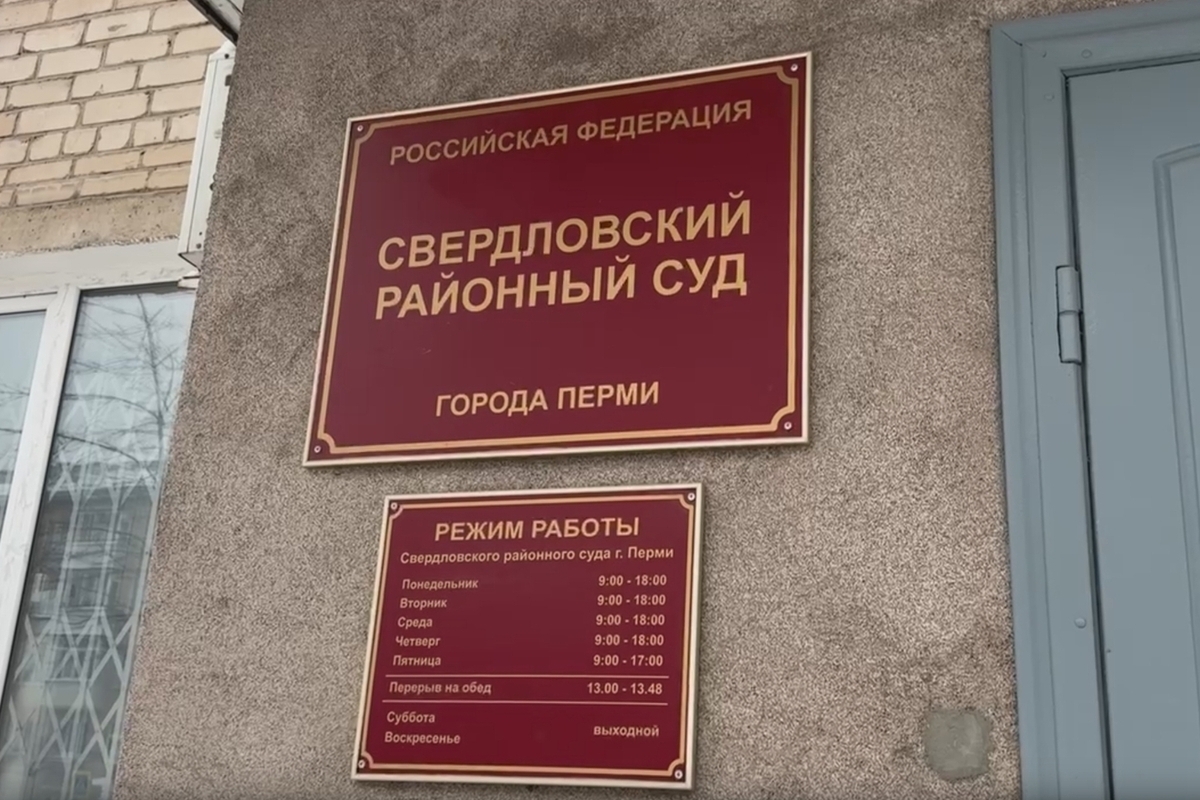 РОССИЙСКАЯ ФЕДЕРАЦИЯ
СВЕРДЛОВСКИЙ
РАЙОННЫЙ СУД
ГОРОДА ПЕРМИ
РЕЖИМ РАБОТЫ
Свердловского районного суда г. Перми
Понедельник 9:00 - 18:00
Вторник 9:00 - 18:00
Среда 9:00 - 18:00
Четверг 9:00 - 18:00
Пятница 9:00 - 17:00
Перерыв на обед 13.00 - 13.48
Суббота
выходной
Воскресенье